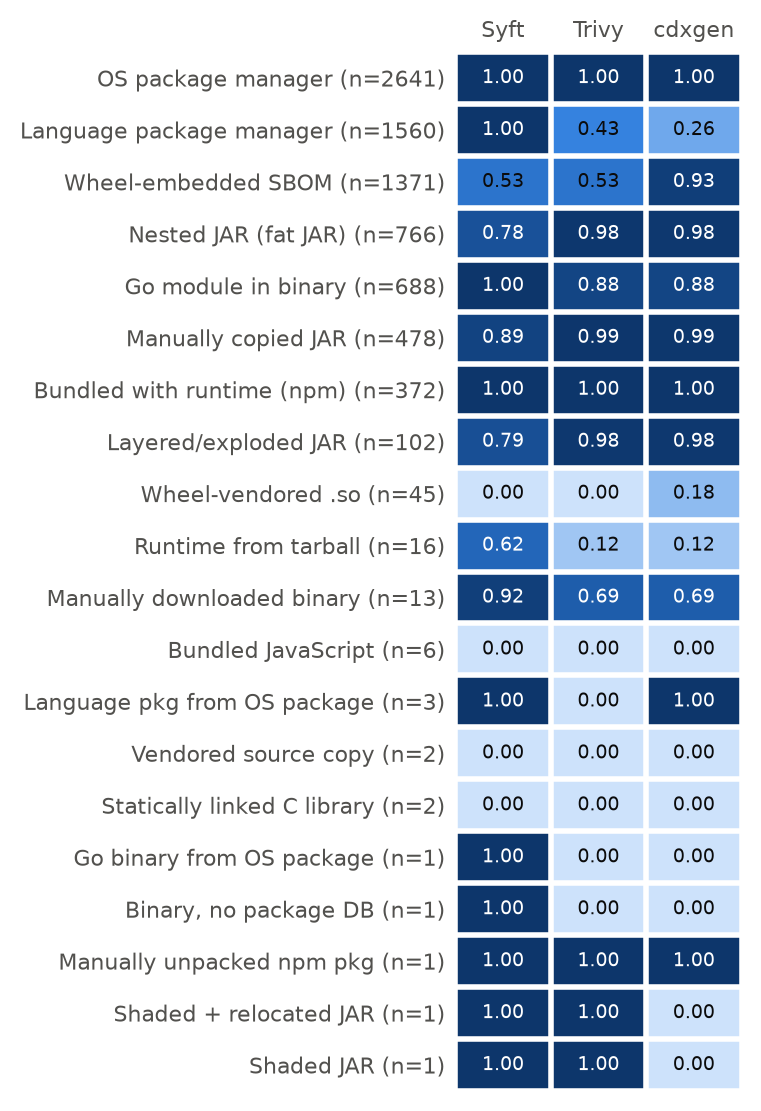 Syft Trivy cdxgen
OS package manager (n=2641) 1.00 1.00 1.00
Language package manager (n=1560) 1.00 0.43 0.26
Wheel-embedded SBOM (n=1371) 0.53 0.53 0.93
Nested JAR (fat JAR) (n=766) 0.78 0.98 0.98
Go module in binary (n=688) 1.00 0.88 0.88
Manually copied JAR (n=478) 0.89 0.99 0.99
Bundled with runtime (npm) (n=372) 1.00 1.00 1.00
Layered/exploded JAR (n=102) 0.79 0.98 0.98
Wheel-vendored .so (n=45) 0.00 0.00 0.18
Runtime from tarball (n=16) 0.62 0.12 0.12
Manually downloaded binary (n=13) 0.92 0.69 0.69
Bundled JavaScript (n=6) 0.00 0.00 0.00
Language pkg from OS package (n=3) 1.00 0.00 1.00
Vendored source copy (n=2) 0.00 0.00 0.00
Statically linked C library (n=2) 0.00 0.00 0.00
Go binary from OS package (n=1) 1.00 0.00 0.00
Binary, no package DB (n=1) 1.00 0.00 0.00
Manually unpacked npm pkg (n=1) 1.00 1.00 1.00
Shaded + relocated JAR (n=1) 1.00 1.00 0.00
Shaded JAR (n=1) 1.00 1.00 0.00